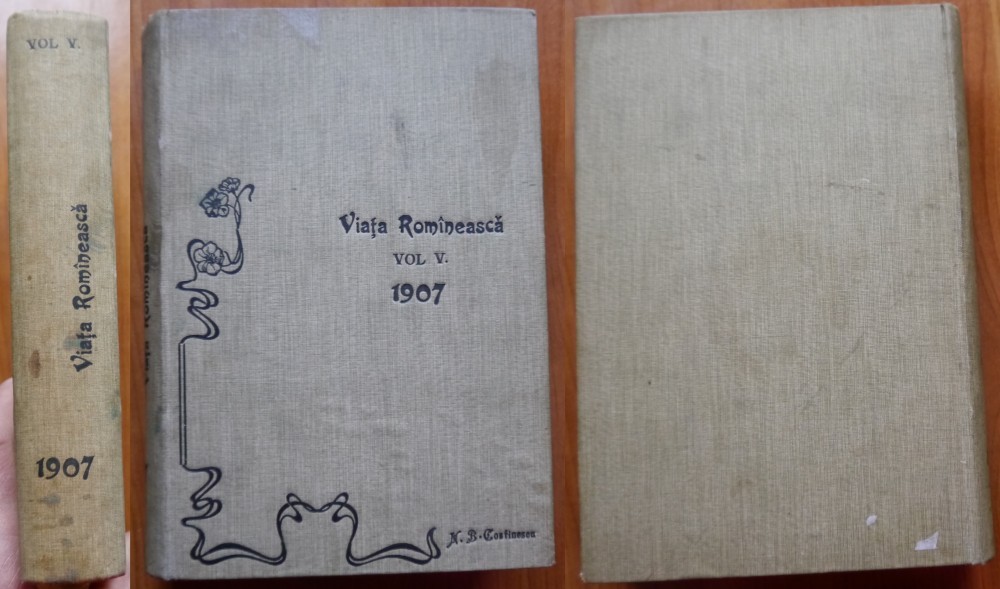 VOL V.
Viața Romînească
1907
Viața Romînească
VOL V.
1907
N. B. Costinescu